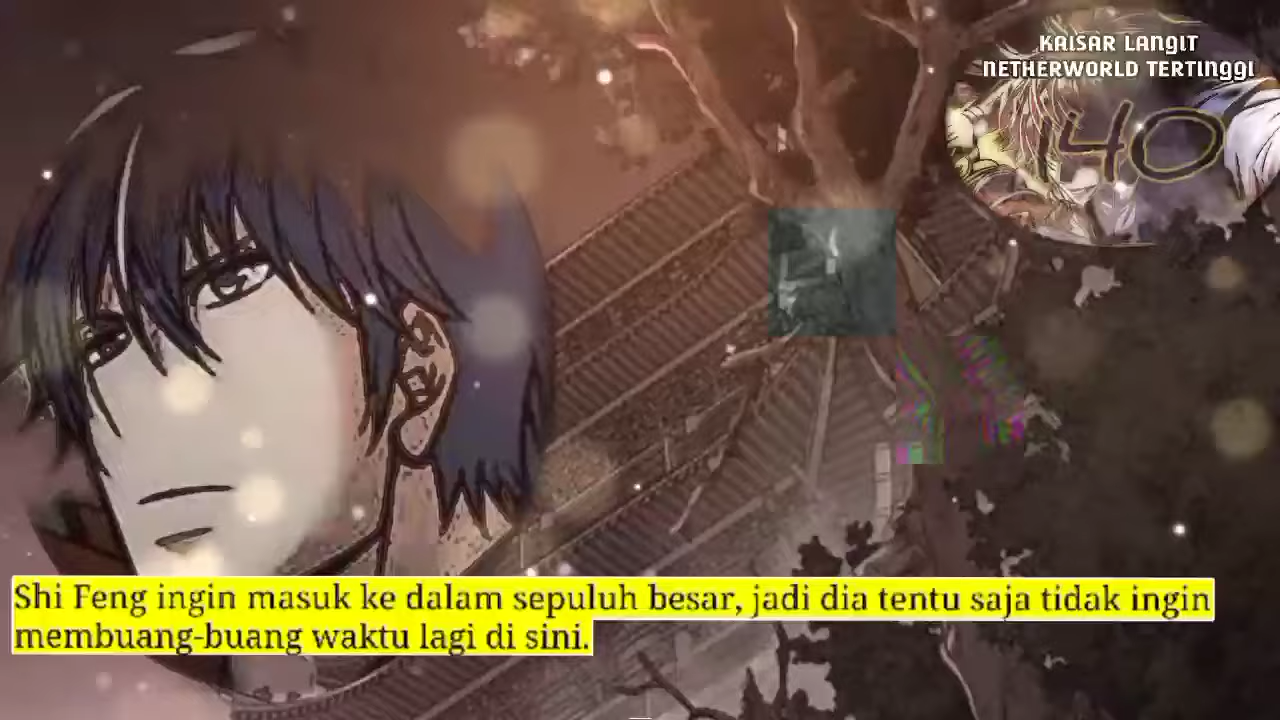 KAISAR LANGIT
NETHERWORLD TERTINGGI
140
Shi Feng ingin masuk ke dalam sepuluh besar, jadi dia tentu saja tidak ingin
membuang-buang waktu lagi di sini.